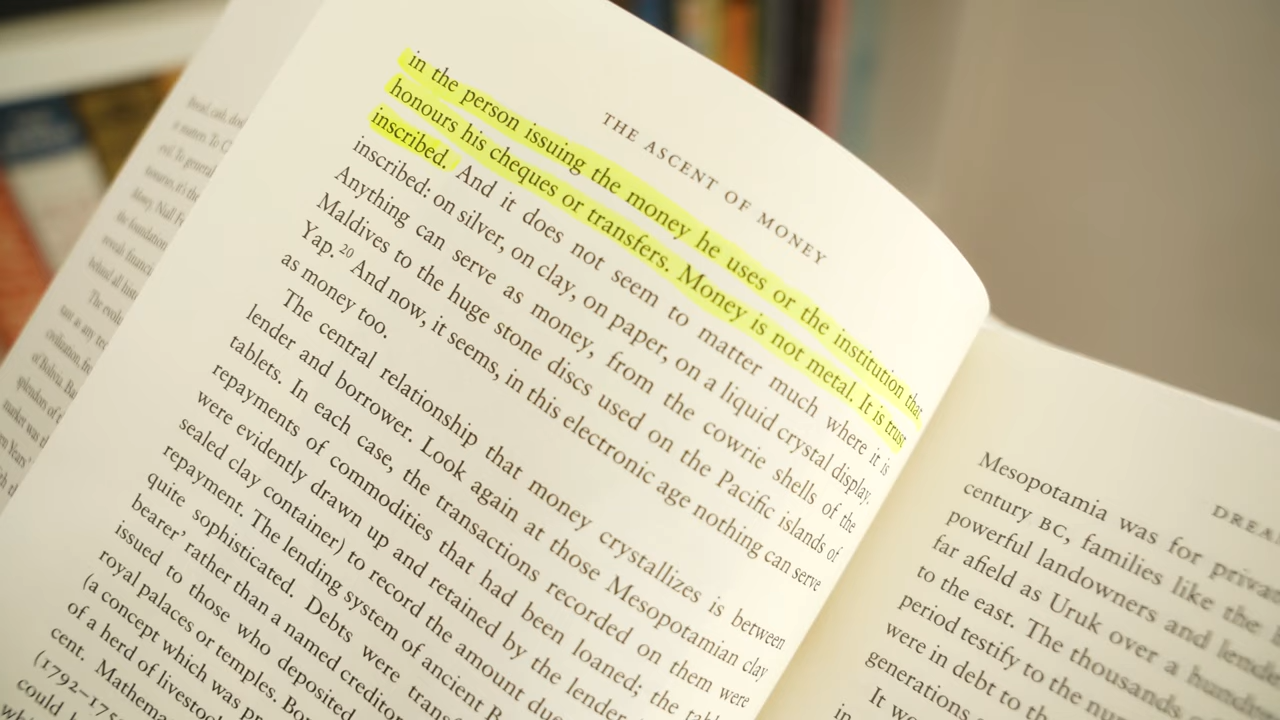 THE ASCENT OF MONEY
in the person issuing the money he uses or the institution that
honours his cheques or transfers. Money is not metal. It is trust
inscribed. And it does not seem to matter much where it is
inscribed: on silver, on clay, on paper, on a liquid crystal display.
Anything can serve as money, from the cowrie shells of the
Maldives to the huge stone discs used on the Pacific islands of
Yap.20 And now, it seems, in this electronic age nothing can serve
as money too.
The central relationship that money crystallizes is between
lender and borrower. Look again at those Mesopotamian clay
tablets. In each case, the transactions recorded on them were
repayments of commodities that had been loaned; the
were evidently drawn up and retained by the lender
sealed clay container) to record the amount due
repayment. The lending system of ancient
quite sophisticated. Debts were
bearer' rather than a named creditor
issued to those who deposited
royal palaces or temples.
(a concept which was
of a herd of livestock
cent.
(1792–
could
Mesopotamia was for
century BC, families like the
powerful landowners and
far afield as Uruk over a
to the east. The thousands
period testify to the
were in debt to
generations
It
in